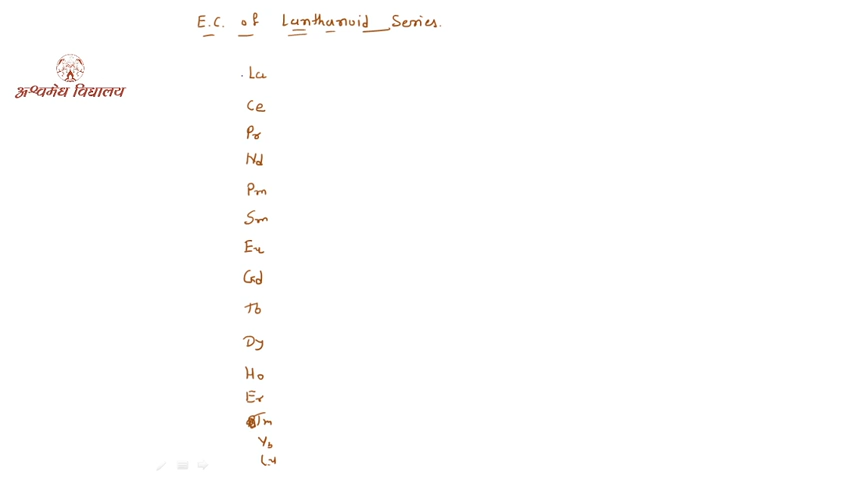 E.C. of Lanthanoid Series.
अश्वमेध विद्यालय
La
Ce
Pr
Nd
Pm
Sm
Eu
Gd
Tb
Dy
Ho
Er
Tm
Yb
Lu